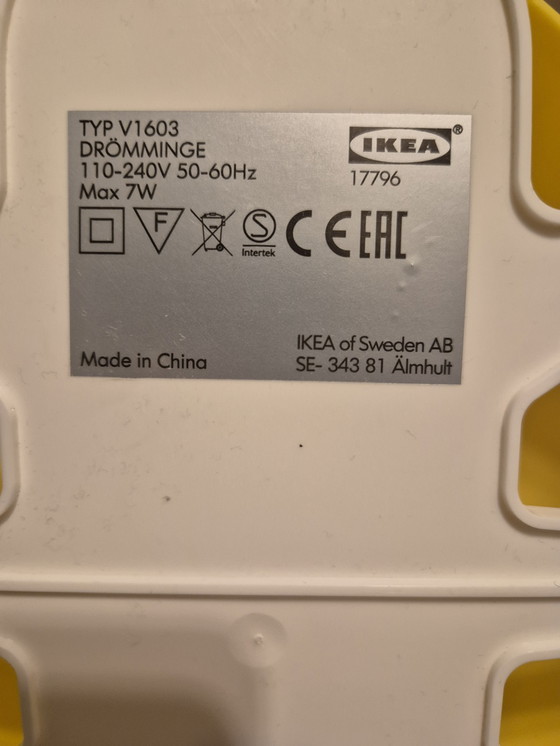 TYP V1603
DRÖMMINGE
110-240V 50-60Hz
Max 7W
IKEA®
17796
F
S
Intertek
CE
EAC
Made in China
IKEA of Sweden AB
SE- 343 81 Älmhult